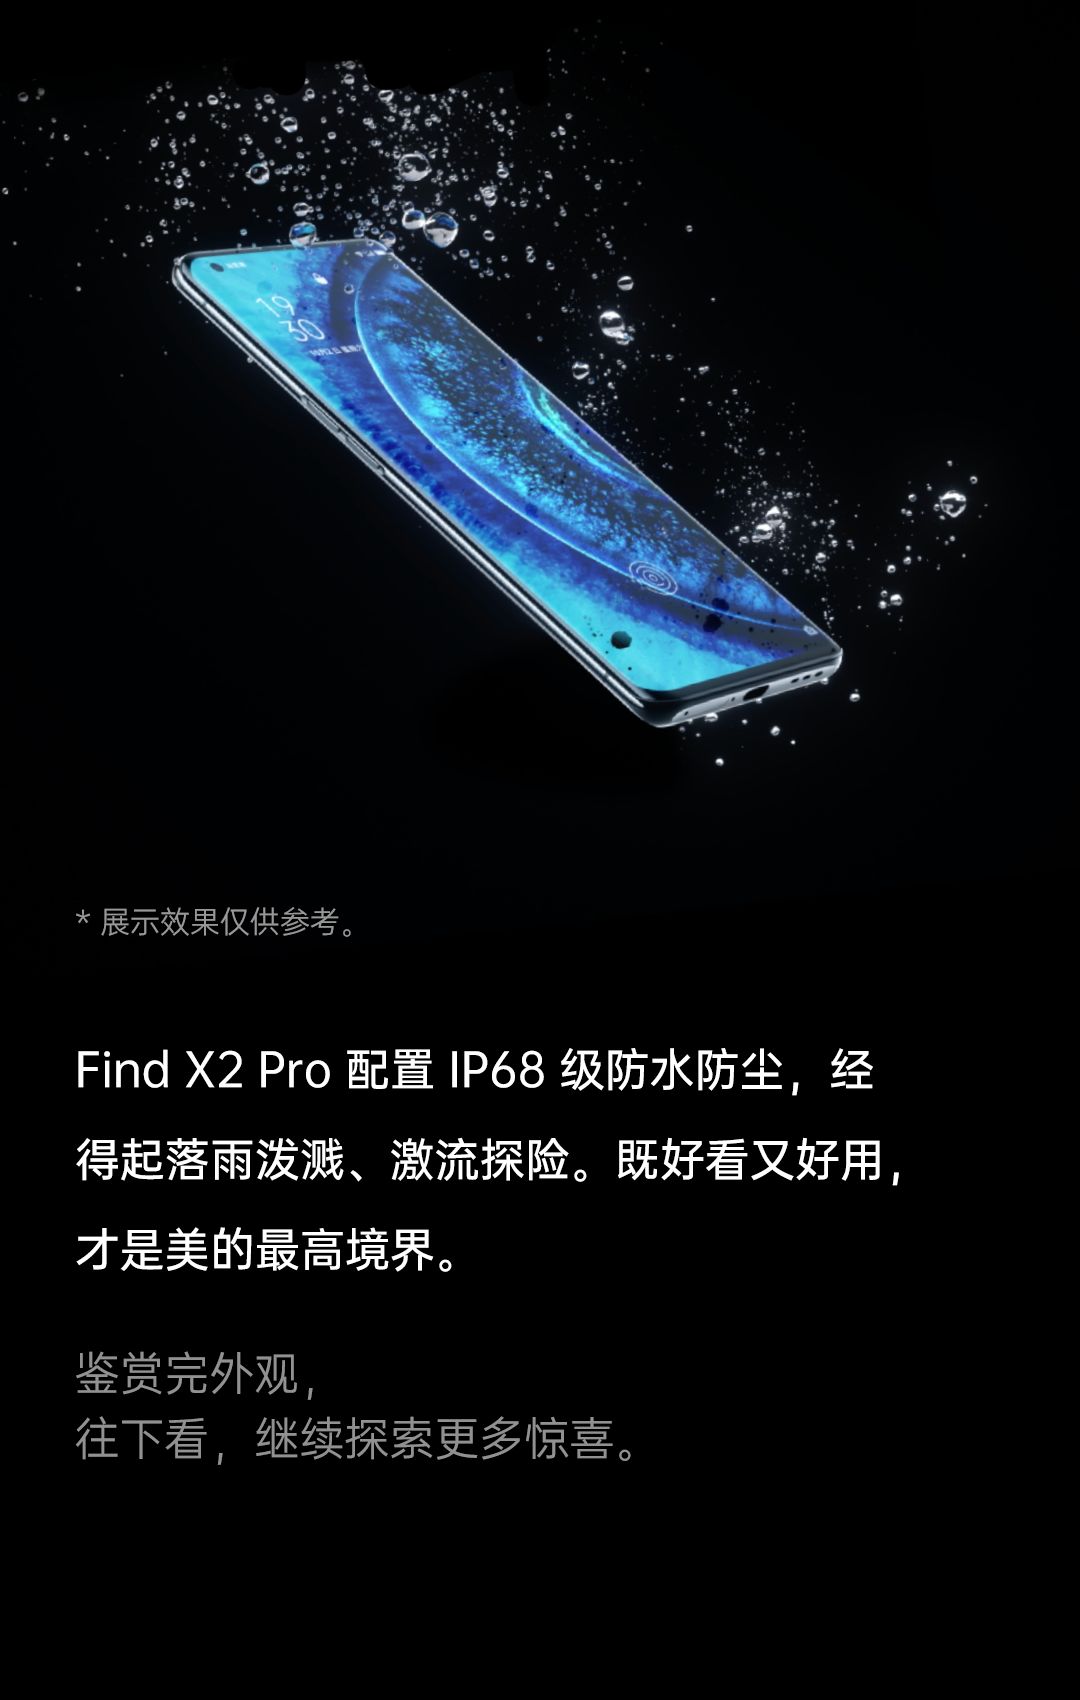 19
30
* 展示效果仅供参考。
Find X2 Pro 配置 IP68 级防水防尘，经
得起落雨泼溅、激流探险。既好看又好用，
才是美的最高境界。
鉴赏完外观，
往下看，继续探索更多惊喜。